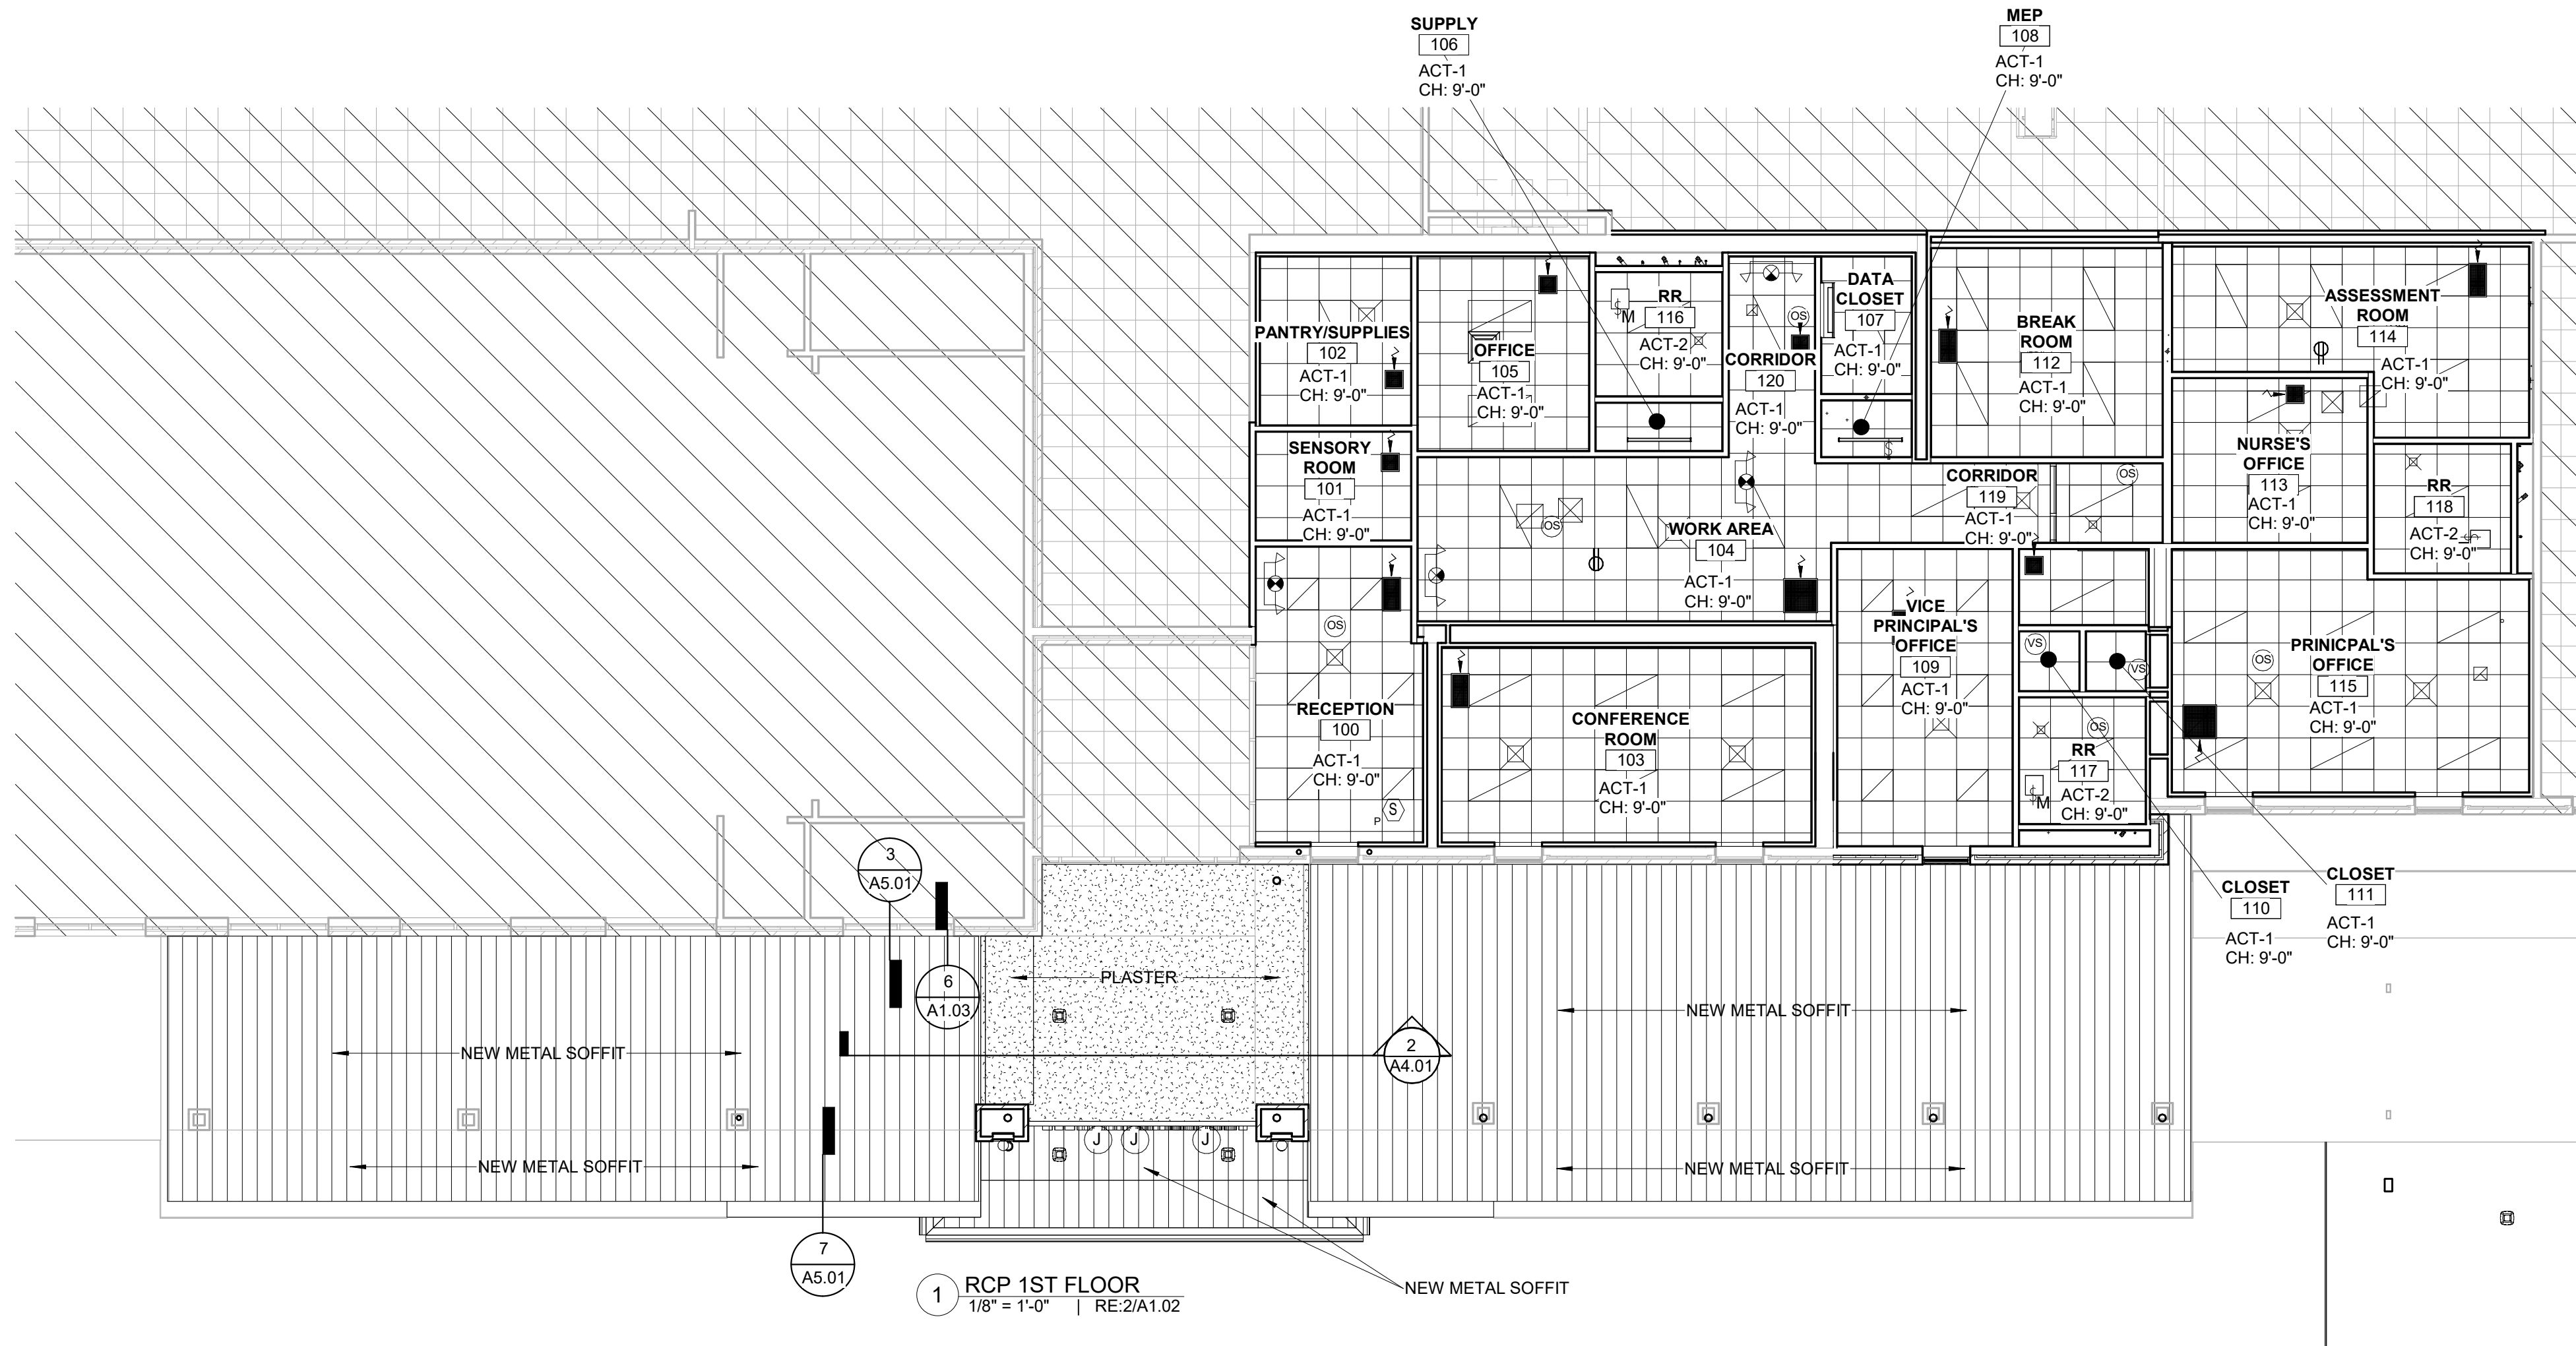 SUPPLY
106
ACT-1
CH: 9'-0"
MEP
108
ACT-1
CH: 9'-0"
PANTRY/SUPPLIES
102
ACT-1
CH: 9'-0"
OFFICE
105
ACT-1
CH: 9'-0"
RR
116
ACT-2
CH: 9'-0"
M
CORRIDOR
120
ACT-1
CH: 9'-0"
OS
DATA
CLOSET
107
ACT-1
CH: 9'-0"
BREAK
ROOM
112
ACT-1
CH: 9'-0"
ASSESSMENT
ROOM
114
ACT-1
CH: 9'-0"
SENSORY
ROOM
101
ACT-1
CH: 9'-0"
NURSE'S
OFFICE
113
ACT-1
CH: 9'-0"
RR
118
ACT-2
CH: 9'-0"
$
CORRIDOR
119
ACT-1
CH: 9'-0"
OS
WORK AREA
104
ACT-1
CH: 9'-0"
OS
RECEPTION
100
ACT-1
CH: 9'-0"
OS
S
P
CONFERENCE
ROOM
103
ACT-1
CH: 9'-0"
VICE
PRINCIPAL'S
OFFICE
109
ACT-1
CH: 9'-0"
VS
VS
OS
RR
117
ACT-2
CH: 9'-0"
M
PRINICPAL'S
OFFICE
115
ACT-1
CH: 9'-0"
OS
CLOSET
110
ACT-1
CH: 9'-0"
CLOSET
111
ACT-1
CH: 9'-0"
3
A5.01
6
A1.03
PLASTER
2
A4.01
NEW METAL SOFFIT
NEW METAL SOFFIT
NEW METAL SOFFIT
NEW METAL SOFFIT
J
J
J
7
A5.01
NEW METAL SOFFIT
1
RCP 1ST FLOOR
1/8" = 1'-0" | RE:2/A1.02